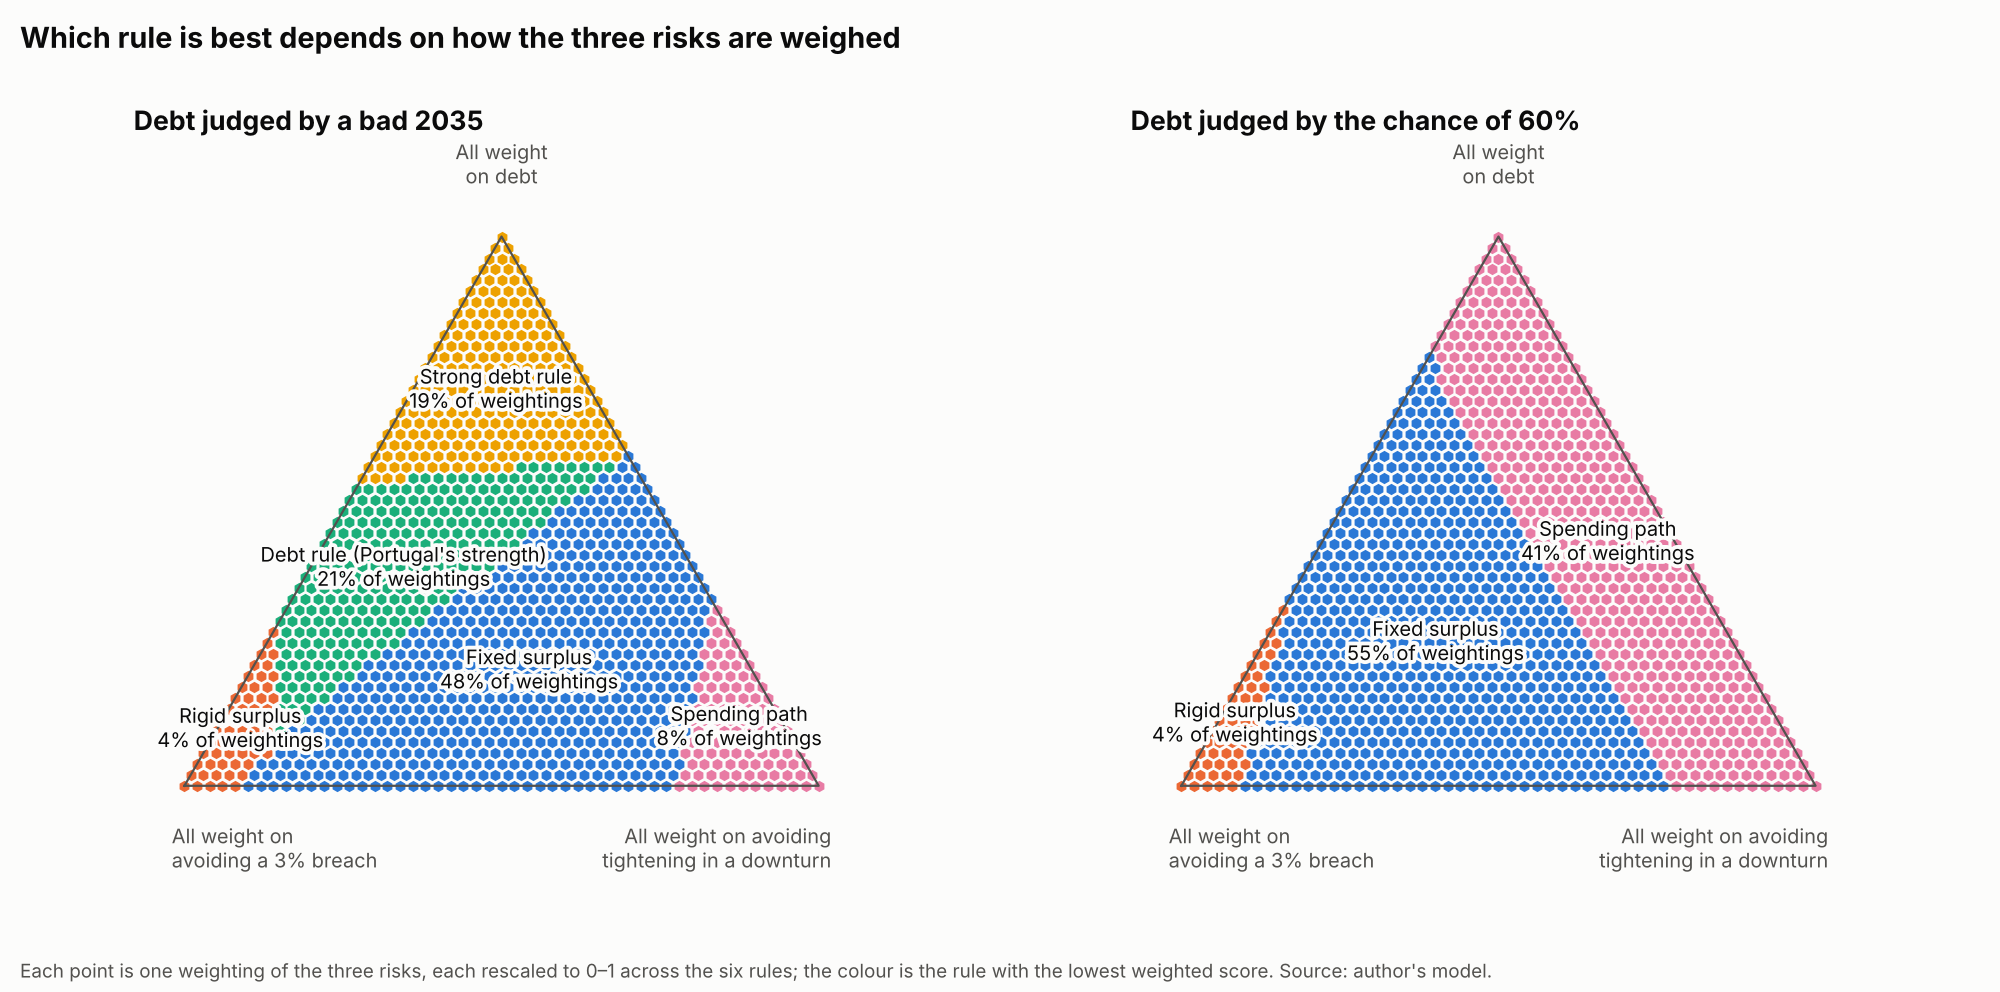 Which rule is best depends on how the three risks are weighed
Debt judged by a bad 2035
All weight
on debt
Strong debt rule
19% of weightings
Debt rule (Portugal's strength)
21% of weightings
Fixed surplus
48% of weightings
Rigid surplus
4% of weightings
Spending path
8% of weightings
All weight on
avoiding a 3% breach
All weight on avoiding
tightening in a downturn
Debt judged by the chance of 60%
All weight
on debt
Spending path
41% of weightings
Fixed surplus
55% of weightings
Rigid surplus
4% of weightings
All weight on
avoiding a 3% breach
All weight on avoiding
tightening in a downturn
Each point is one weighting of the three risks, each rescaled to 0–1 across the six rules; the colour is the rule with the lowest weighted score. Source: author's model.